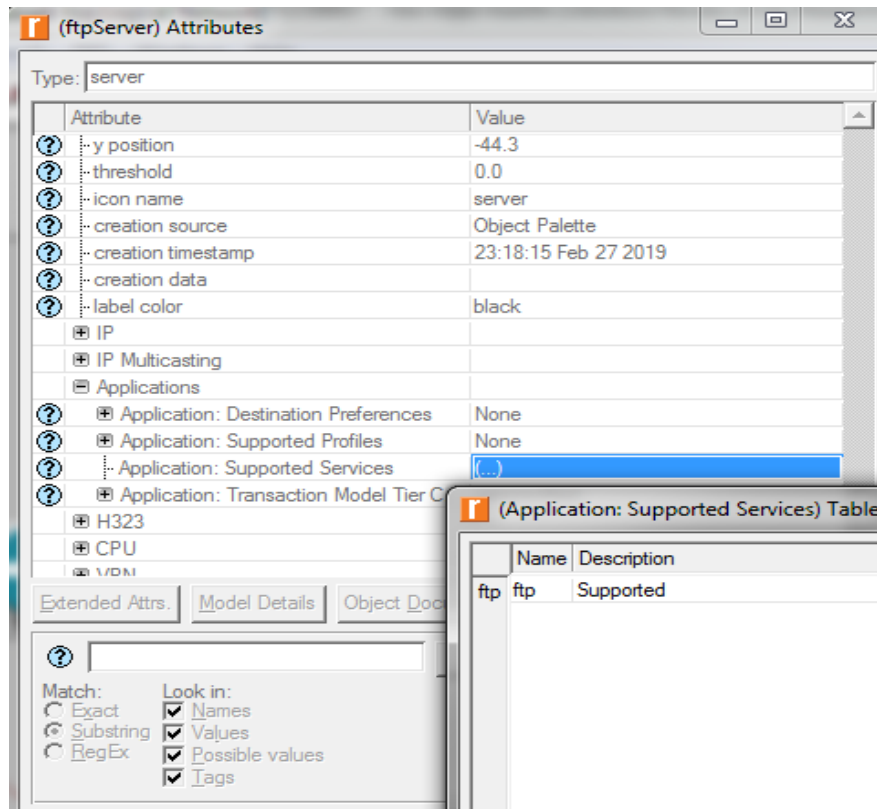 (ftpServer) Attributes
Type: server
Attribute Value
y position -44.3
threshold 0.0
icon name server
creation source Object Palette
creation timestamp 23:18:15 Feb 27 2019
creation data
label color black
IP
IP Multicasting
Applications
Application: Destination Preferences None
Application: Supported Profiles None
Application: Supported Services (...)
Application: Transaction Model Tier C
H323
CPU
VPN
(Application: Supported Services) Table
Name Description
ftp ftp Supported
Extended Attrs. Model Details Object Doc
Match: Look in:
Exact Names
Substring Values
RegEx Possible values
Tags